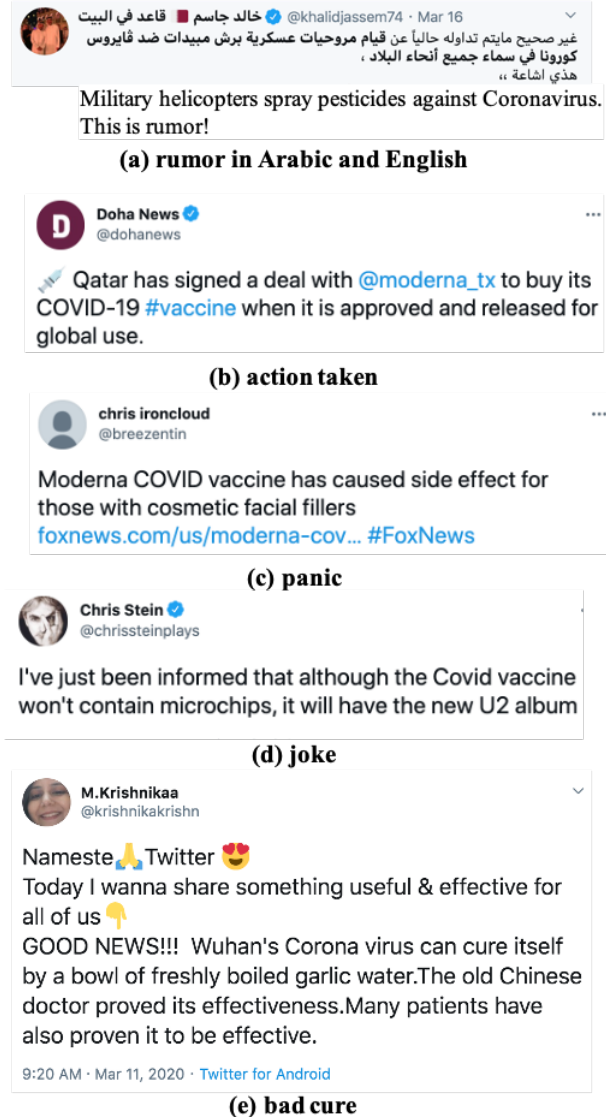 خالد جاسم 🇶🇦 قاعد في البيت @khalidjassem74 · Mar 16
غير صحيح مايتم تداوله حالياً عن قيام مروحيات عسكرية برش مبيدات ضد ڤايروس
كورونا في سماء جميع أنحاء البلاد ،
هذي اشاعة ،،
Military helicopters spray pesticides against Coronavirus.
This is rumor!
(a) rumor in Arabic and English
D
Doha News
@dohanews
💉 Qatar has signed a deal with @moderna_tx to buy its
COVID-19 #vaccine when it is approved and released for
global use.
(b) action taken
chris ironcloud
@breezentin
Moderna COVID vaccine has caused side effect for
those with cosmetic facial fillers
foxnews.com/us/moderna-cov... #FoxNews
(c) panic
Chris Stein
@chrissteinplays
I've just been informed that although the Covid vaccine
won't contain microchips, it will have the new U2 album
(d) joke
M.Krishnikaa
@krishnikakrishn
Nameste🙏Twitter 😍
Today I wanna share something useful & effective for
all of us👇
GOOD NEWS!!! Wuhan's Corona virus can cure itself
by a bowl of freshly boiled garlic water.The old Chinese
doctor proved its effectiveness.Many patients have
also proven it to be effective.
9:20 AM · Mar 11, 2020 · Twitter for Android
(e) bad cure